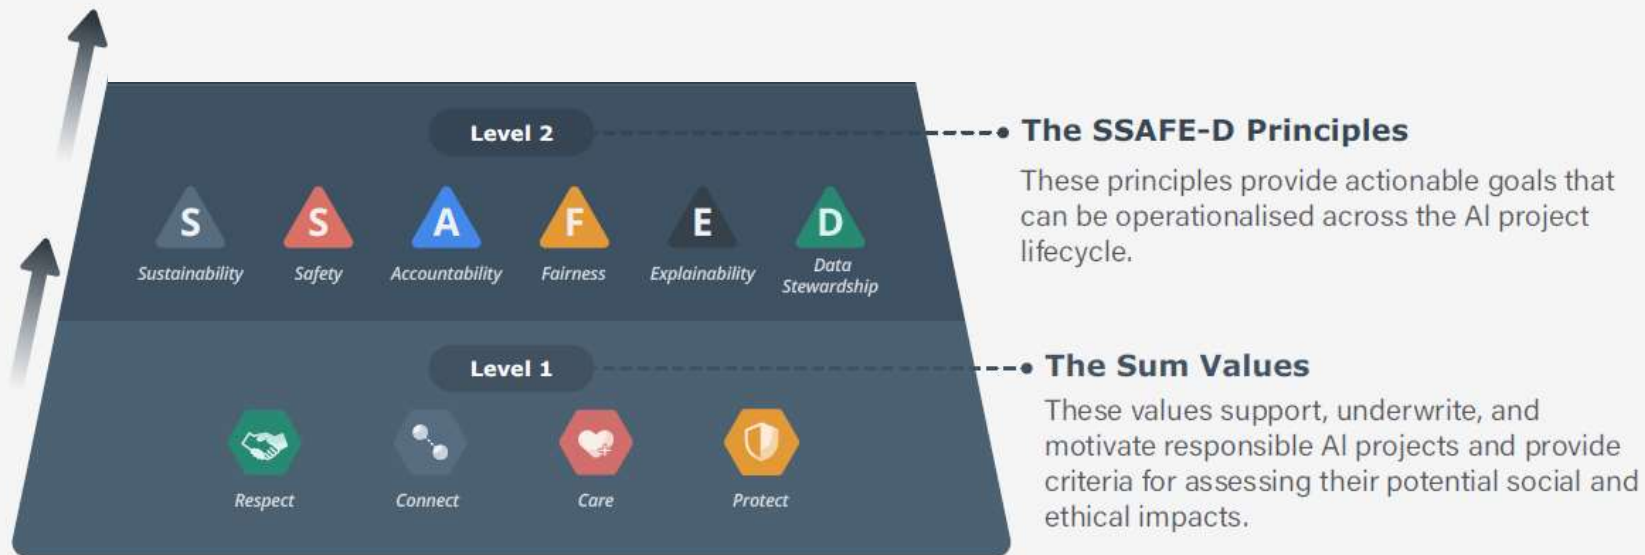 Level 2
The SSAFE-D Principles
These principles provide actionable goals that
can be operationalised across the AI project
lifecycle.
S
S
A
F
E
D
Sustainability
Safety
Accountability
Fairness
Explainability
Data
Stewardship
Level 1
The Sum Values
These values support, underwrite, and
motivate responsible AI projects and provide
criteria for assessing their potential social and
ethical impacts.
Respect
Connect
Care
Protect